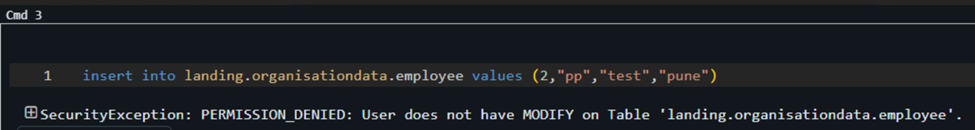 Cmd 3
1 insert into landing.organisationdata.employee values (2,"pp","test","pune")
SecurityException: PERMISSION_DENIED: User does not have MODIFY on Table 'landing.organisationdata.employee'.